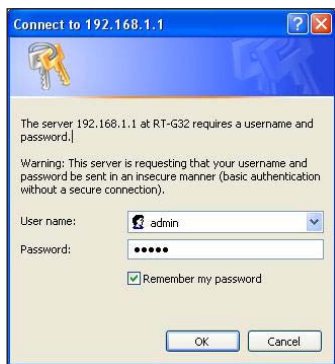 Connect to 192.168.1.1
The server 192.168.1.1 at RT-G32 requires a username and
password.
Warning: This server is requesting that your username and
password be sent in an insecure manner (basic authentication
without a secure connection).
User name:
admin
Password:
•••••
Remember my password
OK
Cancel